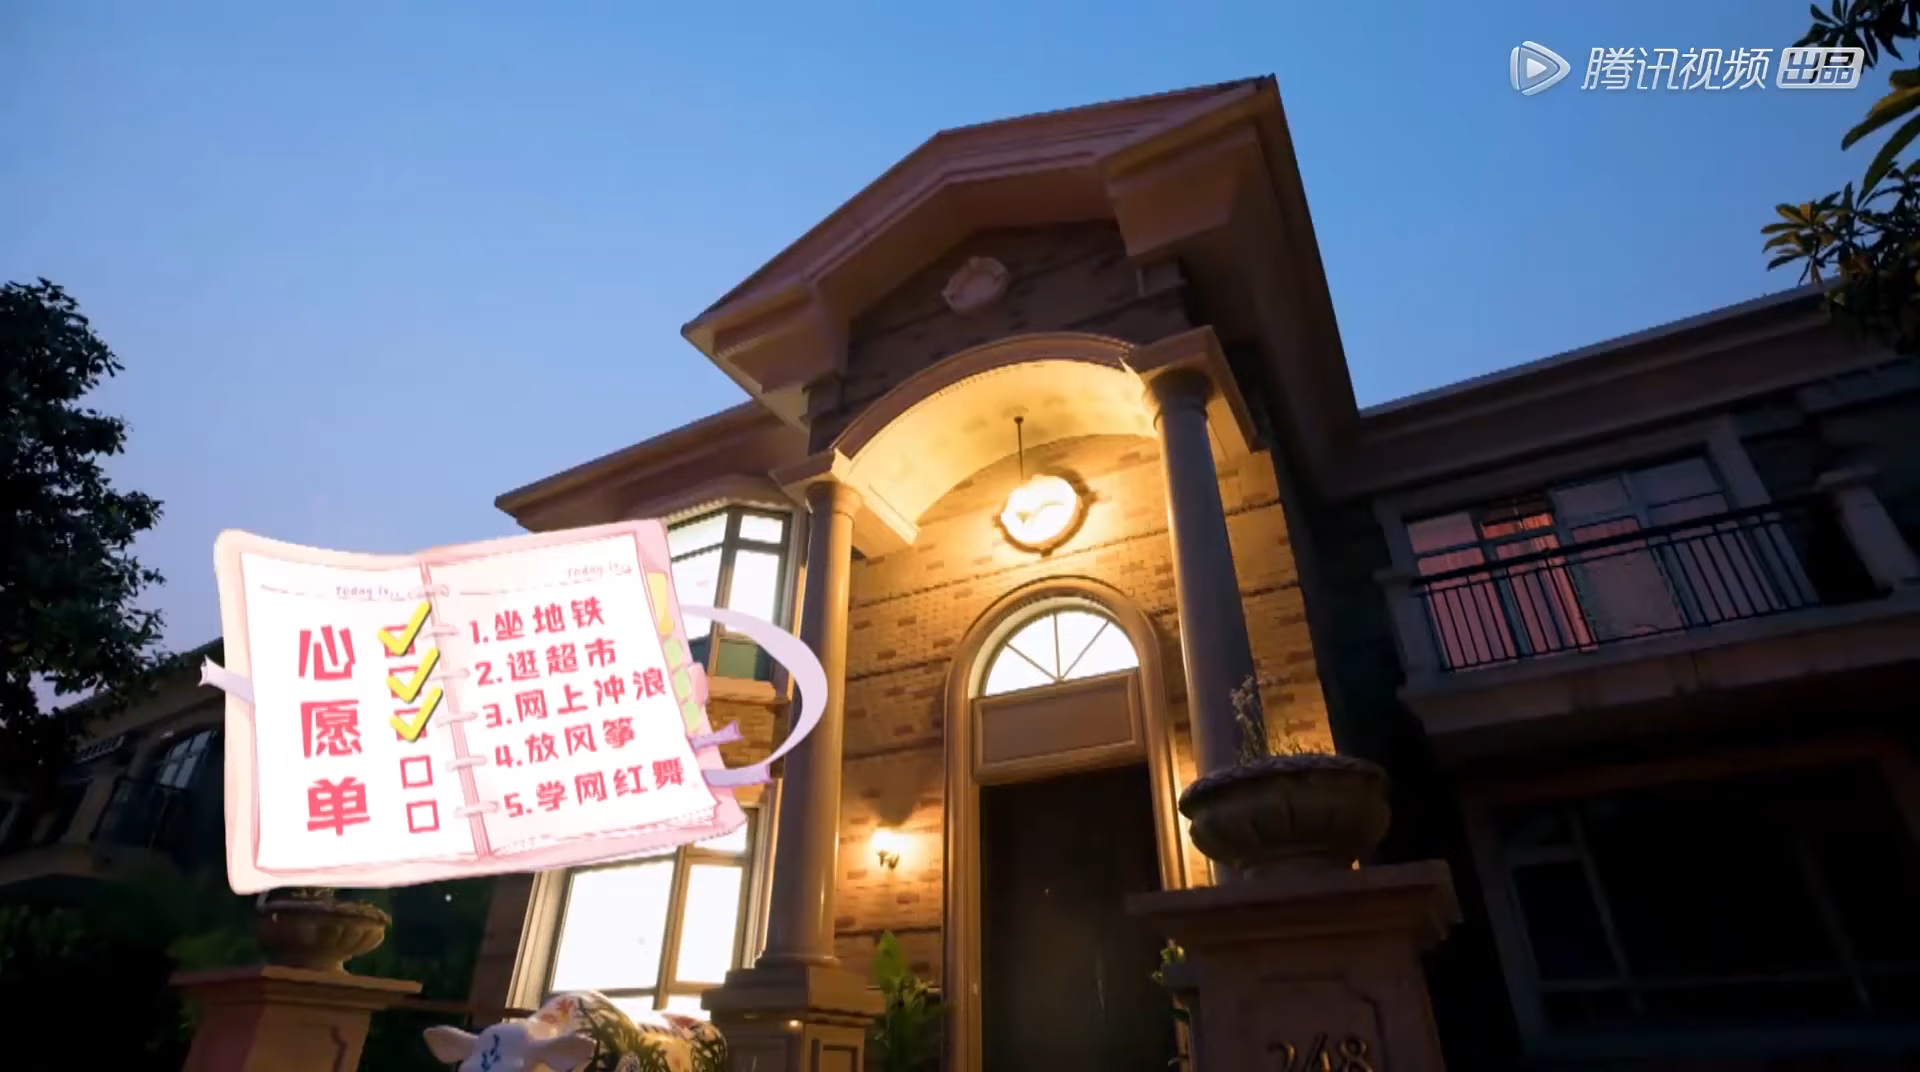 腾讯视频 出品
心愿单
1.坐地铁
2.逛超市
3.网上冲浪
4.放风筝
5.学网红舞
248